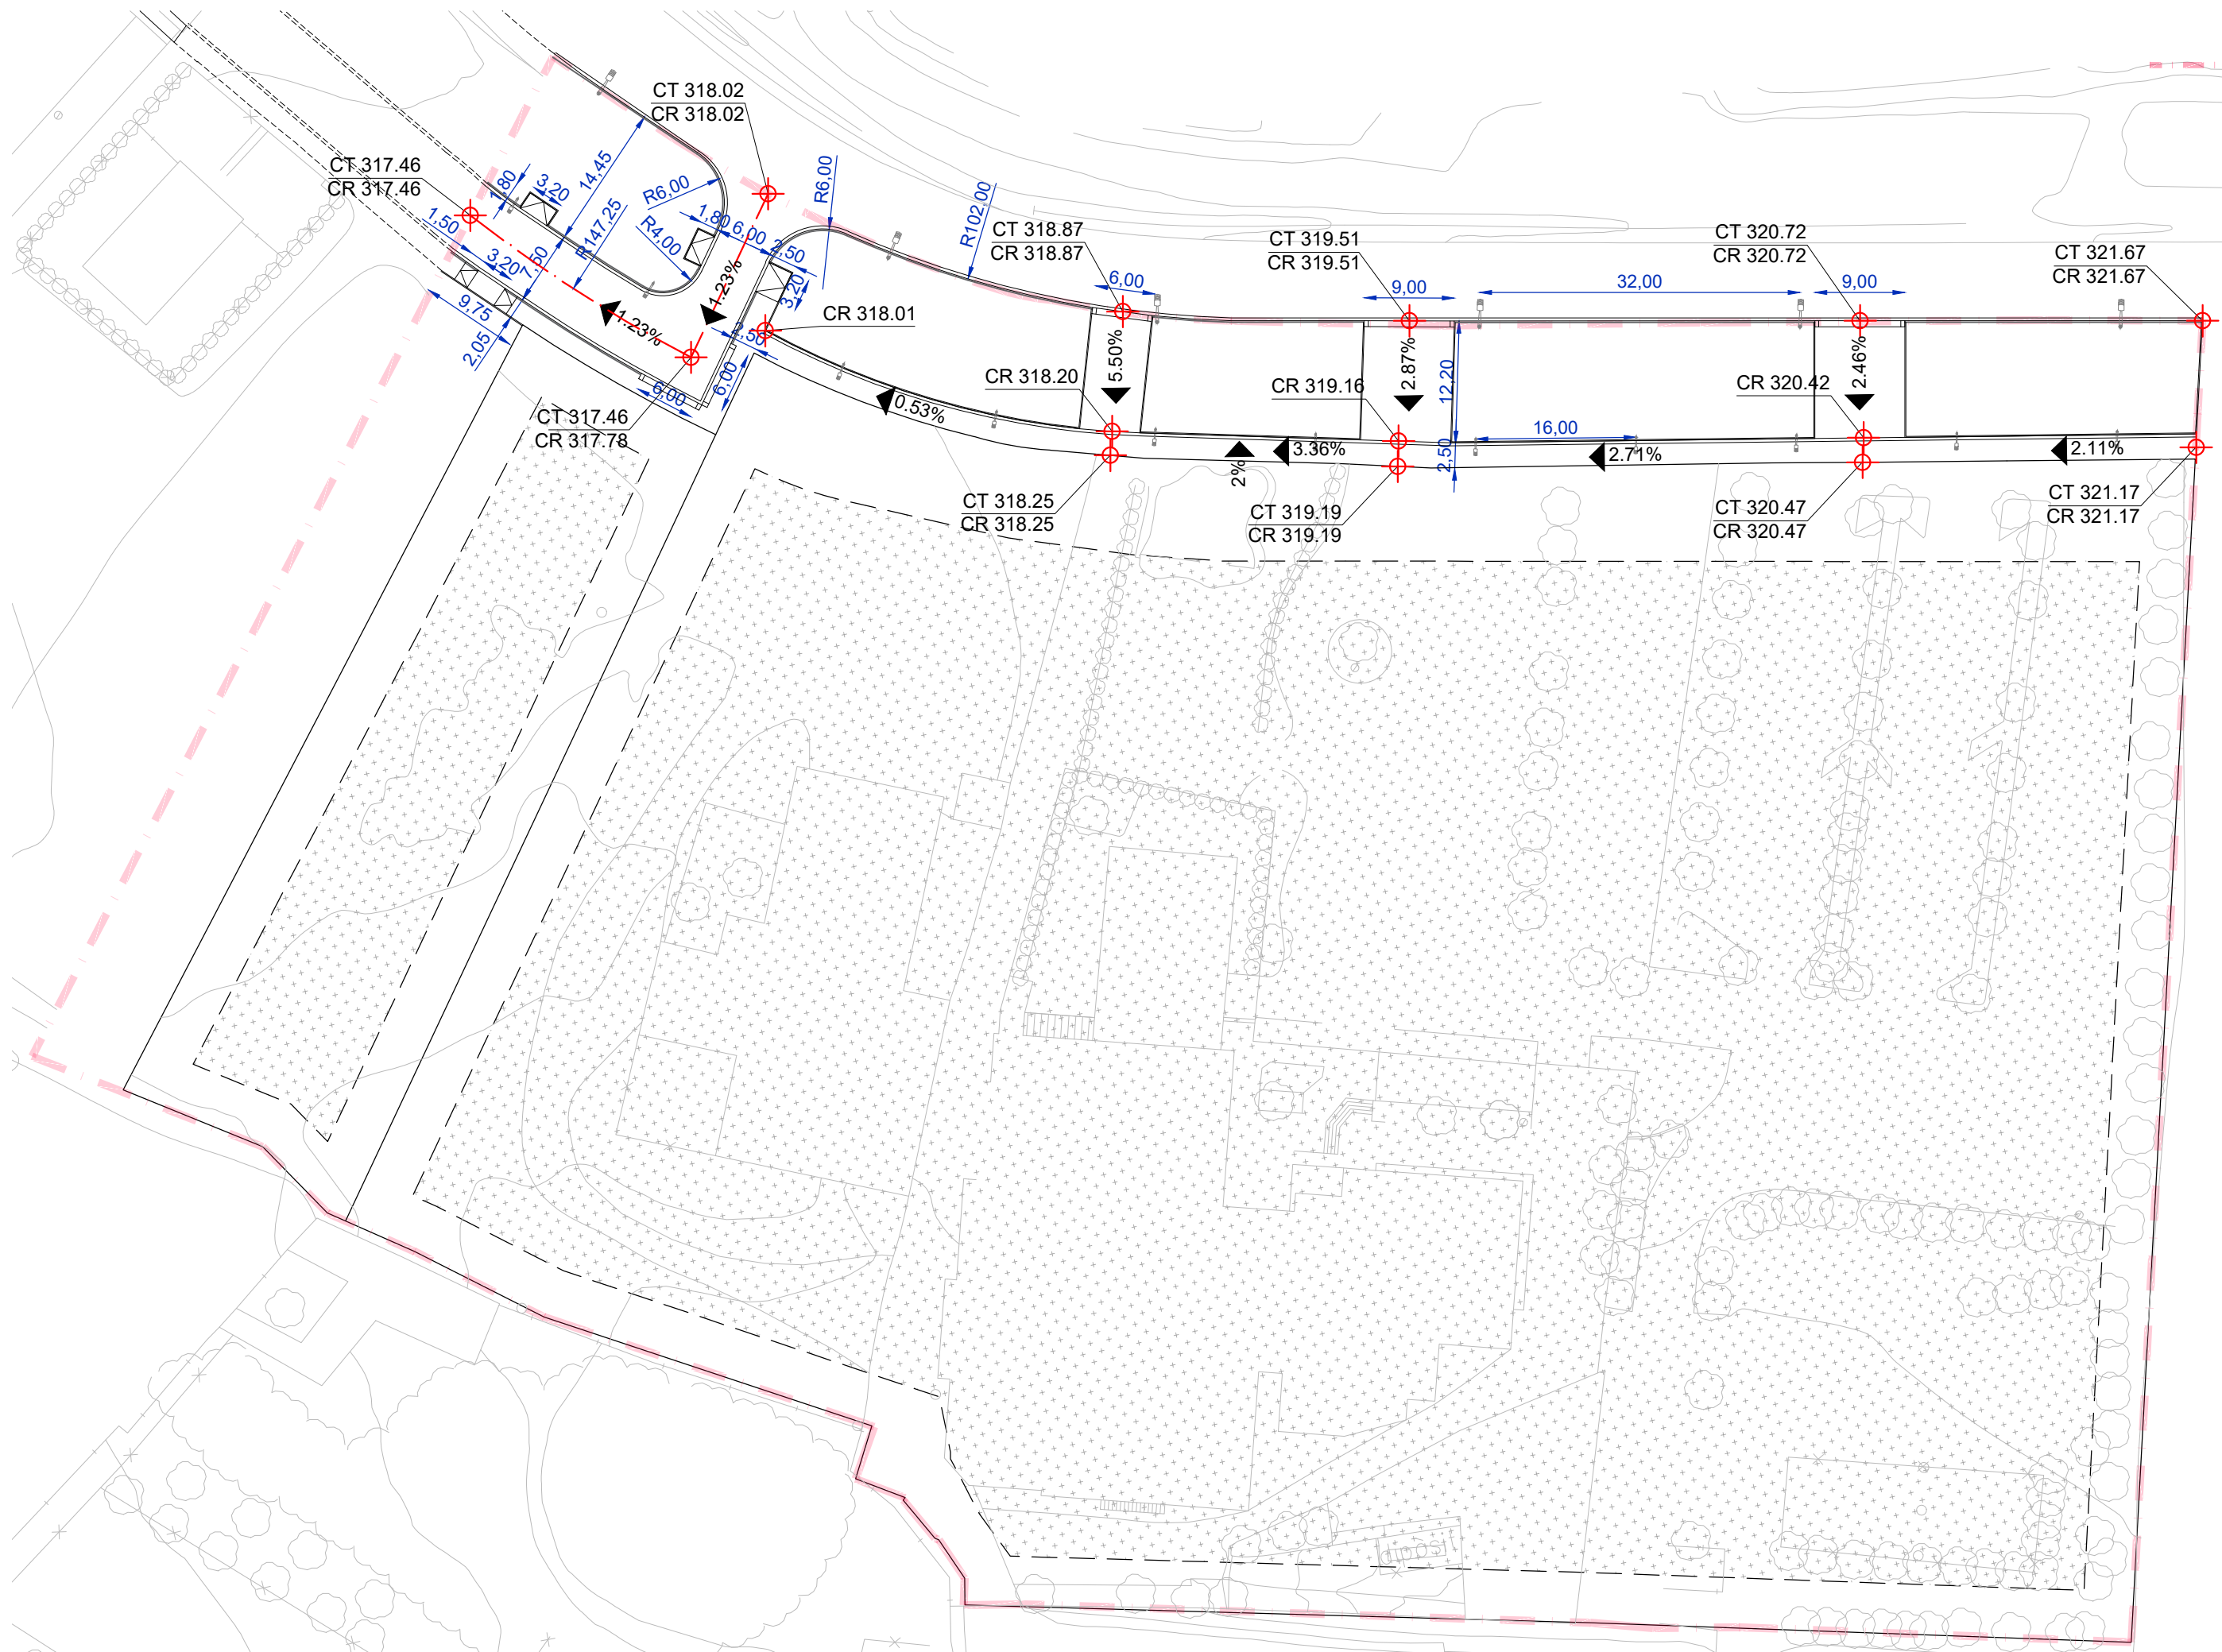 CT 318.02
CR 318.02
CT 317.46
CR 317.46
1,80
3,20
14,45
R6,00
R6,00
R147,25
R4,00
1,80
6,00
2,50
1,50
3,20
7,50
9,75
2,05
1.23%
1.23%
3,20
2,50
CR 318.01
R102,00
CT 318.87
CR 318.87
6,00
CT 319.51
CR 319.51
9,00
32,00
CT 320.72
CR 320.72
9,00
CT 321.67
CR 321.67
5.50%
2.87%
2.46%
12,20
CR 318.20
CR 319.16
CR 320.42
6,00
6,00
CT 317.46
CR 317.78
0.53%
2%
3.36%
16,00
2,50
2.71%
2.11%
CT 318.25
CR 318.25
CT 319.19
CR 319.19
CT 320.47
CR 320.47
CT 321.17
CR 321.17